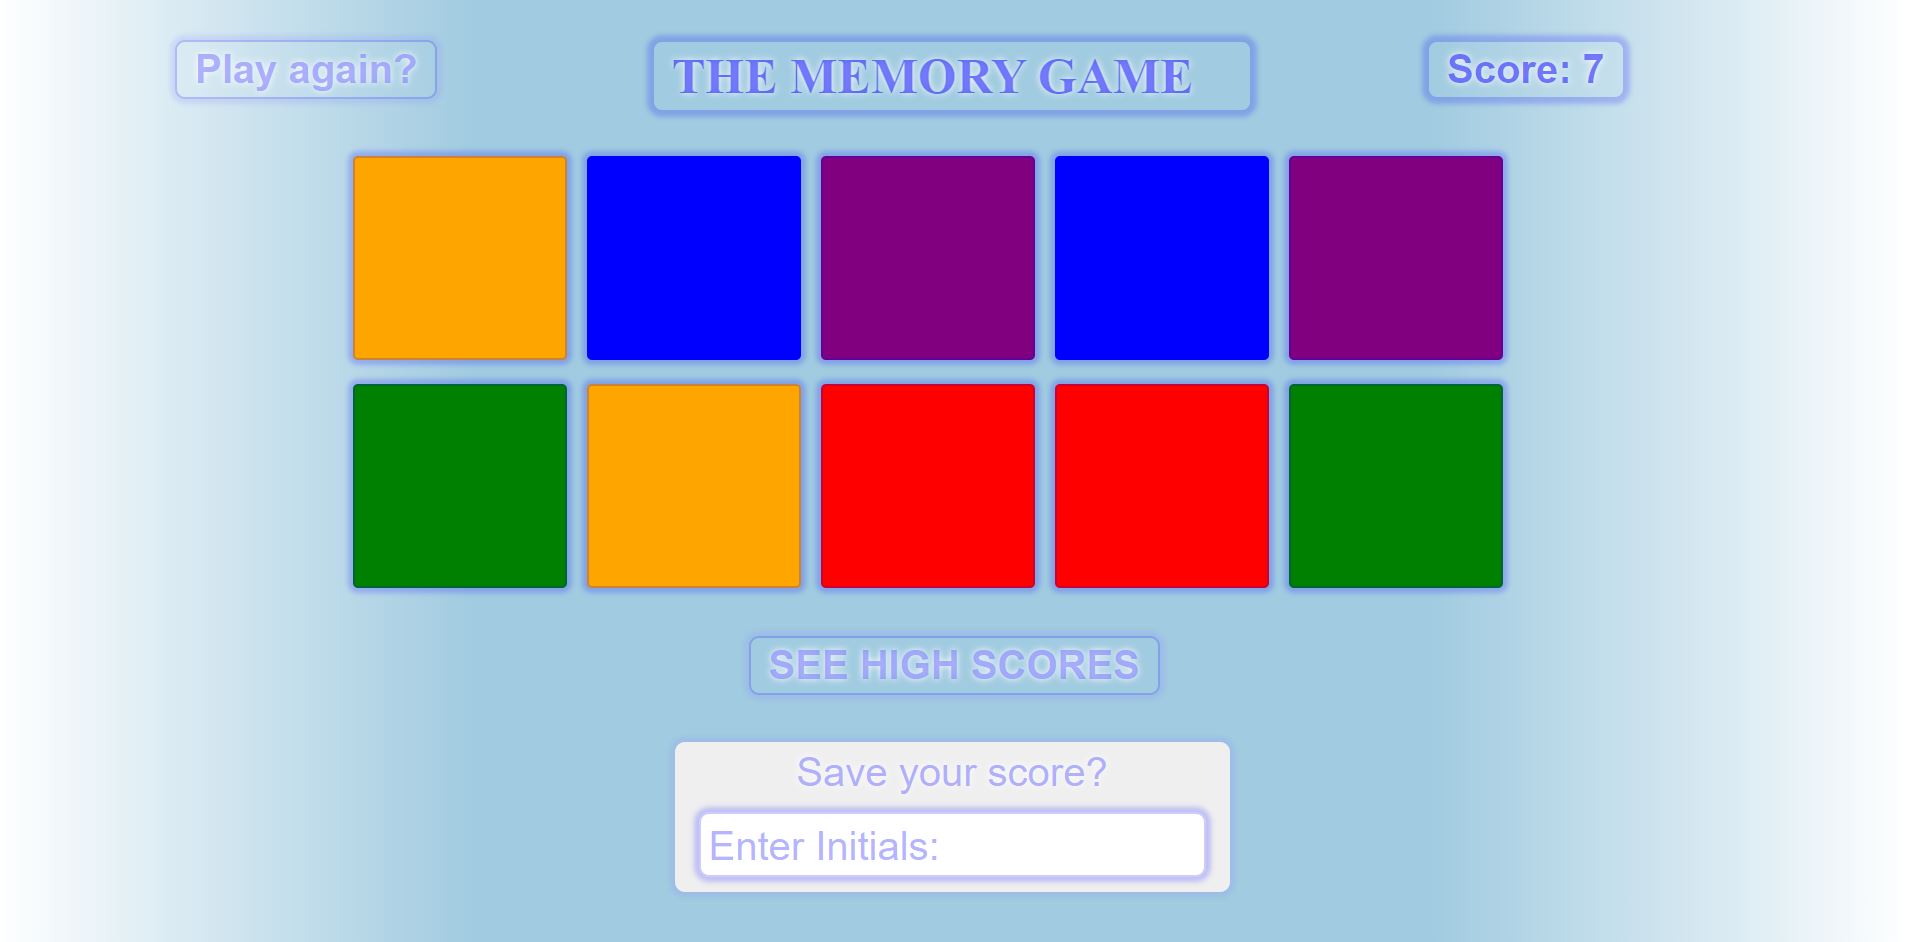 Play again?
THE MEMORY GAME
Score: 7
SEE HIGH SCORES
Save your score?
Enter Initials: